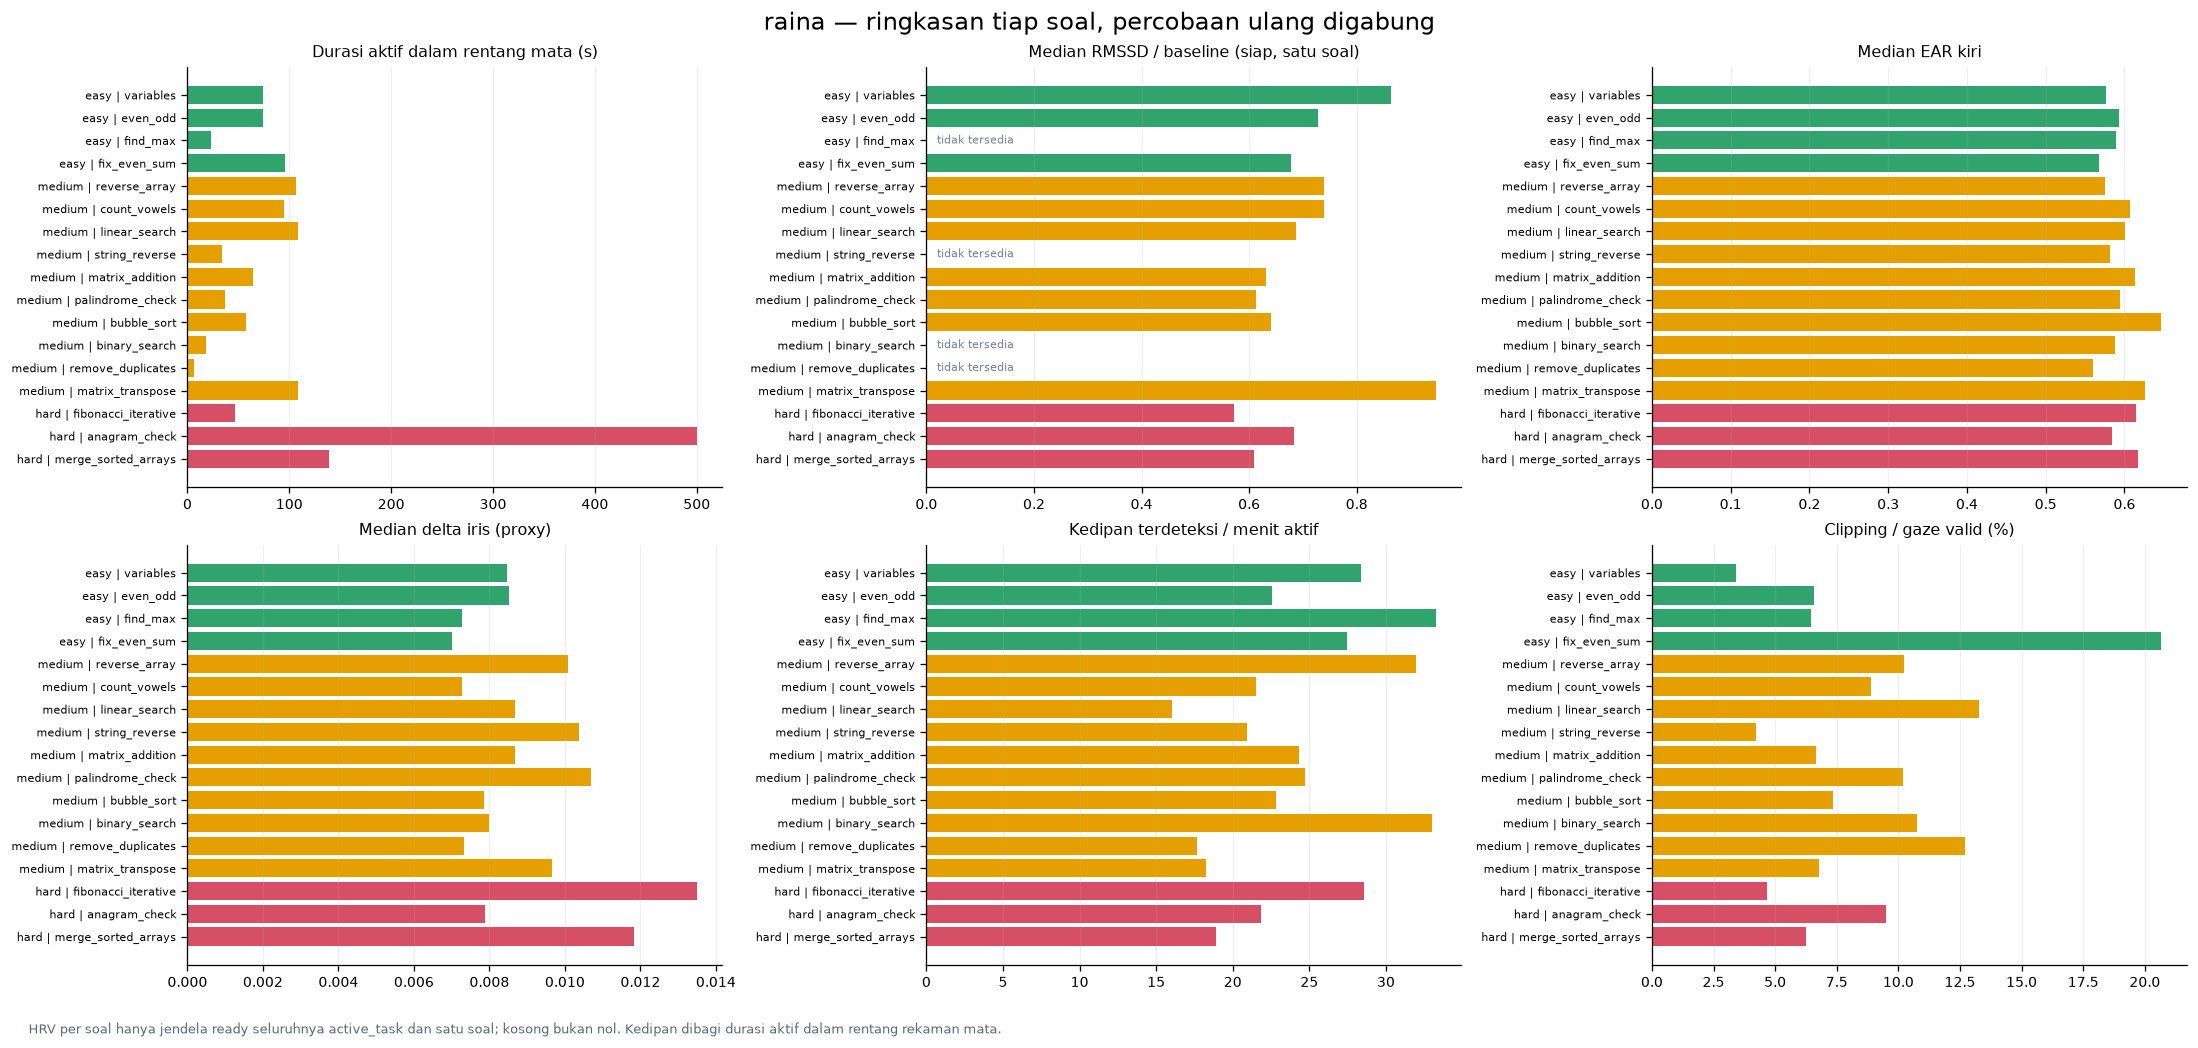 raina — ringkasan tiap soal, percobaan ulang digabung
Durasi aktif dalam rentang mata (s)
easy | variables
easy | even_odd
easy | find_max
easy | fix_even_sum
medium | reverse_array
medium | count_vowels
medium | linear_search
medium | string_reverse
medium | matrix_addition
medium | palindrome_check
medium | bubble_sort
medium | binary_search
medium | remove_duplicates
medium | matrix_transpose
hard | fibonacci_iterative
hard | anagram_check
hard | merge_sorted_arrays
0 100 200 300 400 500
Median RMSSD / baseline (siap, satu soal)
easy | variables
easy | even_odd
easy | find_max tidak tersedia
easy | fix_even_sum
medium | reverse_array
medium | count_vowels
medium | linear_search
medium | string_reverse tidak tersedia
medium | matrix_addition
medium | palindrome_check
medium | bubble_sort
medium | binary_search tidak tersedia
medium | remove_duplicates tidak tersedia
medium | matrix_transpose
hard | fibonacci_iterative
hard | anagram_check
hard | merge_sorted_arrays
0.0 0.2 0.4 0.6 0.8
Median EAR kiri
easy | variables
easy | even_odd
easy | find_max
easy | fix_even_sum
medium | reverse_array
medium | count_vowels
medium | linear_search
medium | string_reverse
medium | matrix_addition
medium | palindrome_check
medium | bubble_sort
medium | binary_search
medium | remove_duplicates
medium | matrix_transpose
hard | fibonacci_iterative
hard | anagram_check
hard | merge_sorted_arrays
0.0 0.1 0.2 0.3 0.4 0.5 0.6
Median delta iris (proxy)
easy | variables
easy | even_odd
easy | find_max
easy | fix_even_sum
medium | reverse_array
medium | count_vowels
medium | linear_search
medium | string_reverse
medium | matrix_addition
medium | palindrome_check
medium | bubble_sort
medium | binary_search
medium | remove_duplicates
medium | matrix_transpose
hard | fibonacci_iterative
hard | anagram_check
hard | merge_sorted_arrays
0.000 0.002 0.004 0.006 0.008 0.010 0.012 0.014
Kedipan terdeteksi / menit aktif
easy | variables
easy | even_odd
easy | find_max
easy | fix_even_sum
medium | reverse_array
medium | count_vowels
medium | linear_search
medium | string_reverse
medium | matrix_addition
medium | palindrome_check
medium | bubble_sort
medium | binary_search
medium | remove_duplicates
medium | matrix_transpose
hard | fibonacci_iterative
hard | anagram_check
hard | merge_sorted_arrays
0 5 10 15 20 25 30
Clipping / gaze valid (%)
easy | variables
easy | even_odd
easy | find_max
easy | fix_even_sum
medium | reverse_array
medium | count_vowels
medium | linear_search
medium | string_reverse
medium | matrix_addition
medium | palindrome_check
medium | bubble_sort
medium | binary_search
medium | remove_duplicates
medium | matrix_transpose
hard | fibonacci_iterative
hard | anagram_check
hard | merge_sorted_arrays
0.0 2.5 5.0 7.5 10.0 12.5 15.0 17.5 20.0
HRV per soal hanya jendela ready seluruhnya active_task dan satu soal; kosong bukan nol. Kedipan dibagi durasi aktif dalam rentang rekaman mata.